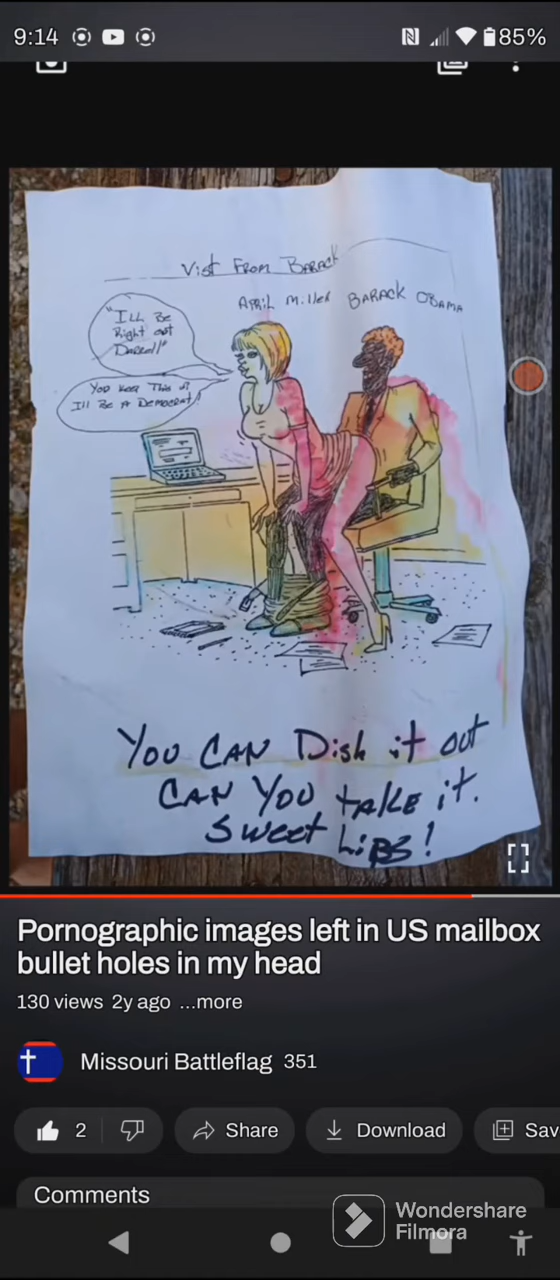 9:14
85%
Vist From Barack
April Miller Barack Obama
"I'll Be
Right out
Darrell"
You Keep This up
I'll Be A Democrat!
You Can Dish it out
Can You take it.
Sweet Lips!
Pornographic images left in US mailbox
bullet holes in my head
130 views 2y ago ...more
Missouri Battleflag 351
2 Share Download Sav
Comments
Wondershare
Filmora